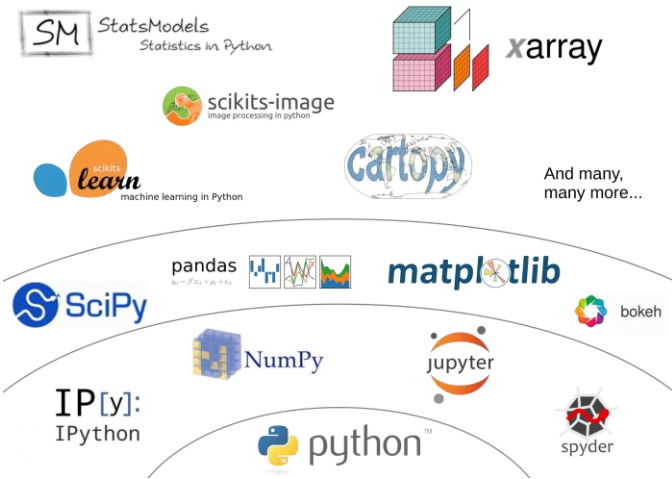 SM StatsModels
Statistics in Python
xarray
scikits-image
image processing in python
scikits
learn
machine learning in Python
cartopy
And many,
many more...
pandas
matplotlib
SciPy
bokeh
NumPy
jupyter
IP[y]:
IPython
python™
spyder